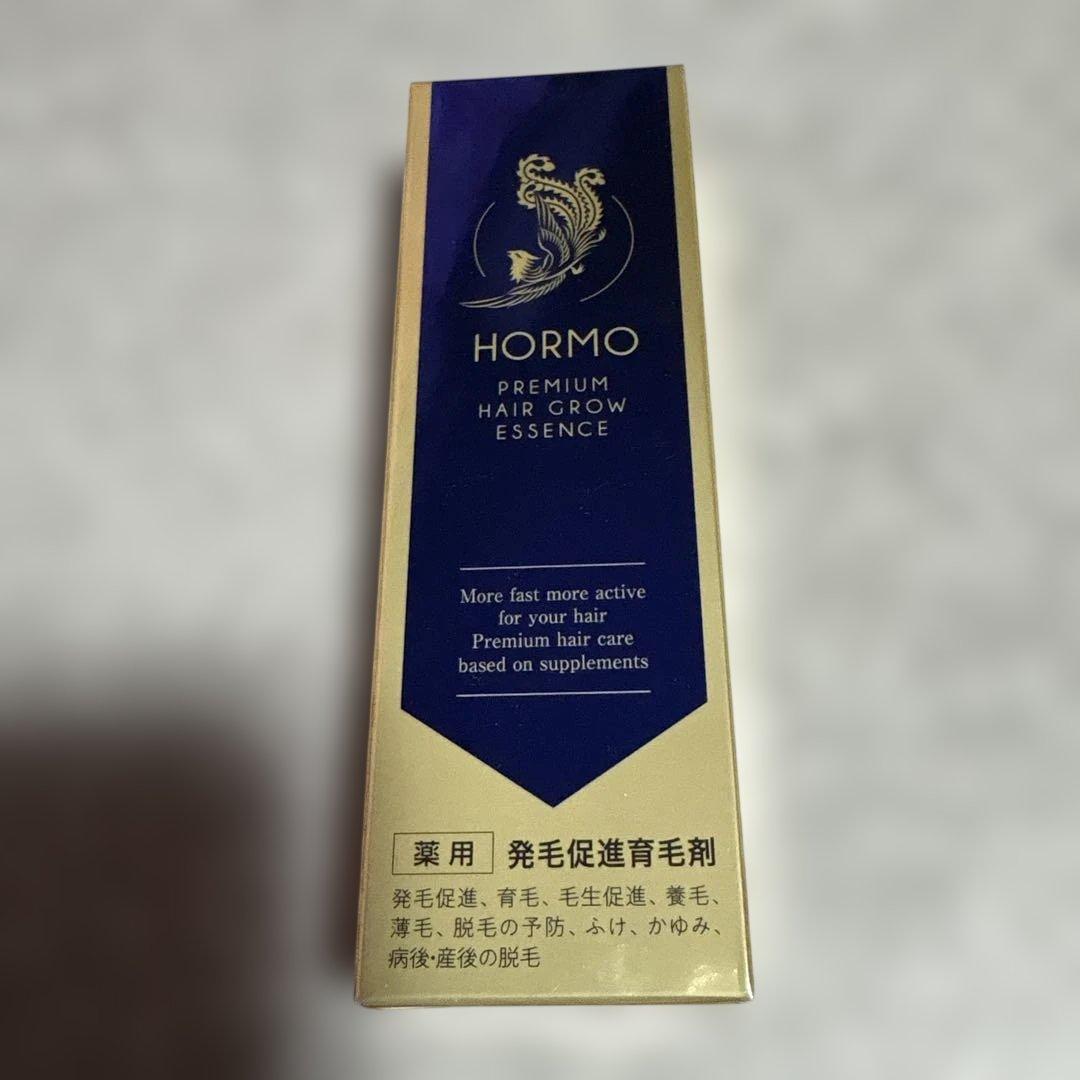 HORMO
PREMIUM
HAIR GROW
ESSENCE
More fast more active
for your hair
Premium hair care
based on supplements
薬用 発毛促進育毛剤
発毛促進、育毛、毛生促進、養毛、
薄毛、脱毛の予防、ふけ、かゆみ、
病後・産後の脱毛